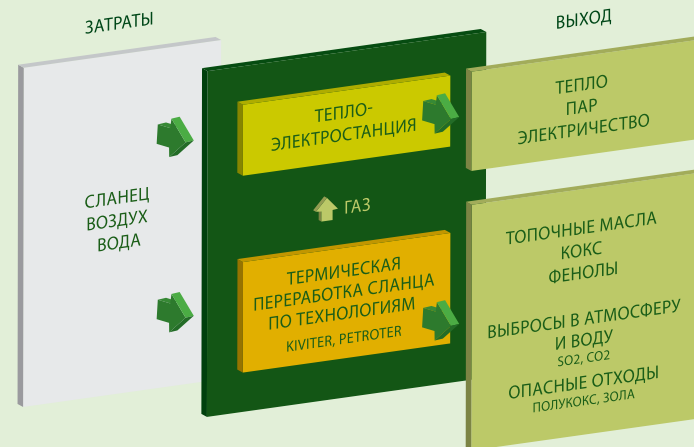 ЗАТРАТЫ
СЛАНЕЦ
ВОЗДУХ
ВОДА
ТЕПЛО-
ЭЛЕКТРОСТАНЦИЯ
ГАЗ
ТЕРМИЧЕСКАЯ
ПЕРЕРАБОТКА СЛАНЦА
ПО ТЕХНОЛОГИЯМ
KIVITER, PETROTER
ВЫХОД
ТЕПЛО
ПАР
ЭЛЕКТРИЧЕСТВО
ТОПОЧНЫЕ МАСЛА
КОКС
ФЕНОЛЫ
ВЫБРОСЫ В АТМОСФЕРУ
И ВОДУ
SO2, CO2
ОПАСНЫЕ ОТХОДЫ
ПОЛУКОКС, ЗОЛА